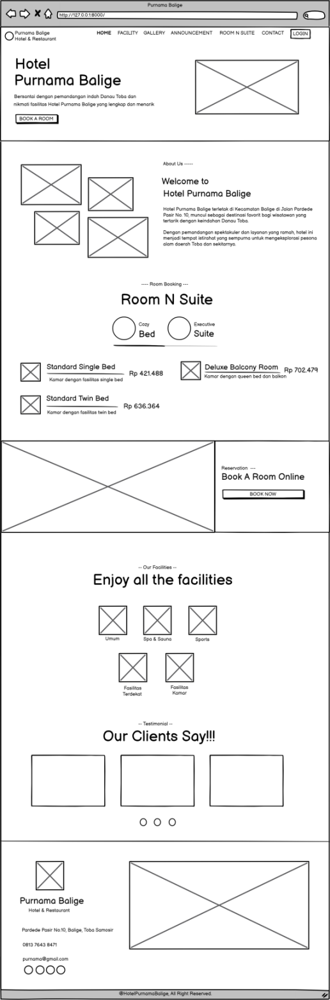 Purnama Balige
http://127.0.0.1:8000/
Purnama Balige
Hotel & Restaurant
HOME FACILITY GALLERY ANNOUNCEMENT ROOM N SUITE CONTACT LOGIN
Hotel
Purnama Balige
Bersantai dengan pemandangan indah Danau Toba dan
nikmati fasilitas Hotel Purnama Balige yang lengkap dan menarik
BOOK A ROOM
About Us -----
Welcome to
Hotel Purnama Balige
Hotel Purnama Balige terletak di Kecamatan Balige di Jalan Pardede
Pasir No. 10, muncul sebagai destinasi favorit bagi wisatawan yang
tertarik dengan keindahan Danau Toba.
Dengan pemandangan spektakuler dan layanan yang ramah, hotel ini
menjadi tempat istirahat yang sempurna untuk mengeksplorasi pesona
alam daerah Toba dan sekitarnya.
---- Room Booking ---
Room N Suite
Cozy
Bed
Executive
Suite
Standard Single Bed
Rp 421.488
Kamar dengan fasilitas single bed
Deluxe Balcony Room
Rp 702.479
Kamar dengan queen bed dan balkon
Standard Twin Bed
Rp 636.364
Kamar dengan fasilitas twin bed
Reservation ---
Book A Room Online
BOOK NOW
-- Our Facilities --
Enjoy all the facilities
Umum
Spa & Sauna
Sports
Fasilitas
Terdekat
Fasilitas
Kamar
-- Testimonial --
Our Clients Say!!!
Purnama Balige
Hotel & Restaurant
Pardede Pasir No.10, Balige, Toba Samosir
0813 7643 8471
purnama@gmail.com
@HotelPurnamaBalige, All Right Reserved.